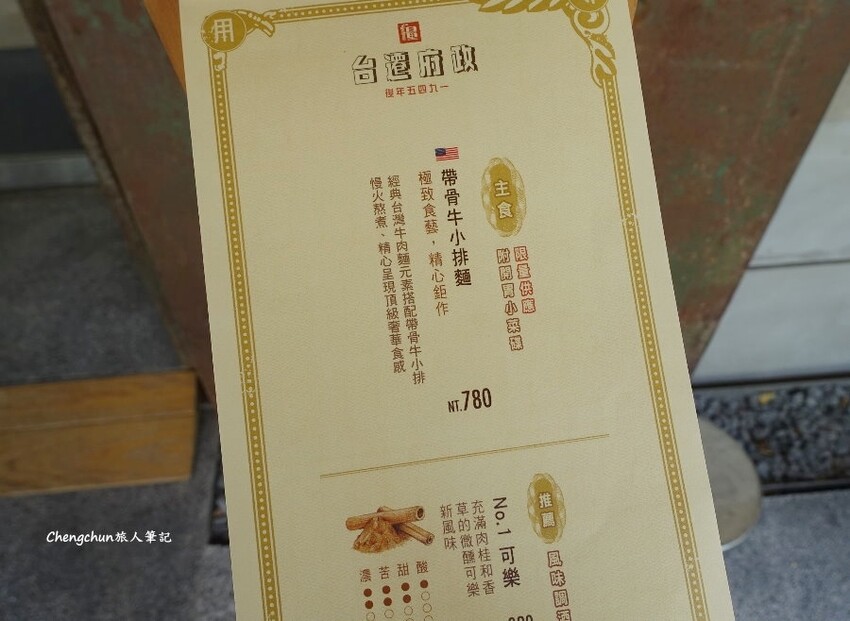 用
政府遷台
一九四五年後
主食
限量供應
附開小菜碟
帶骨牛小排麵
極致食藝，精心鉅作
經典台灣牛肉麵元素搭配帶骨牛小排
慢火熬煮、精心呈現頂級奢華食感
NT.780
推薦
風味調酒
No.1 可樂
充滿肉桂和香
草的微醺可樂
新風味
酸
甜
苦
濃
Chengchun旅人筆記